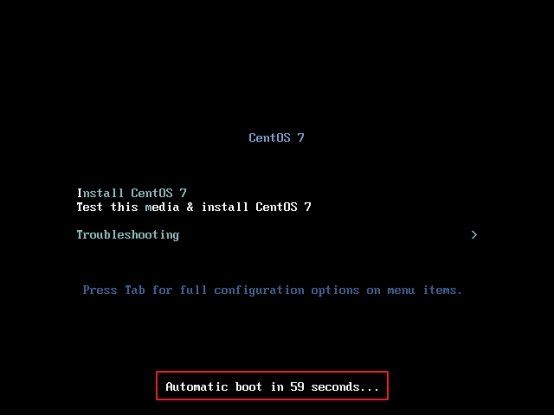 CentOS 7
Install CentOS 7
Test this media & install CentOS 7
Troubleshooting >
Press Tab for full configuration options on menu items.
Automatic boot in 59 seconds...